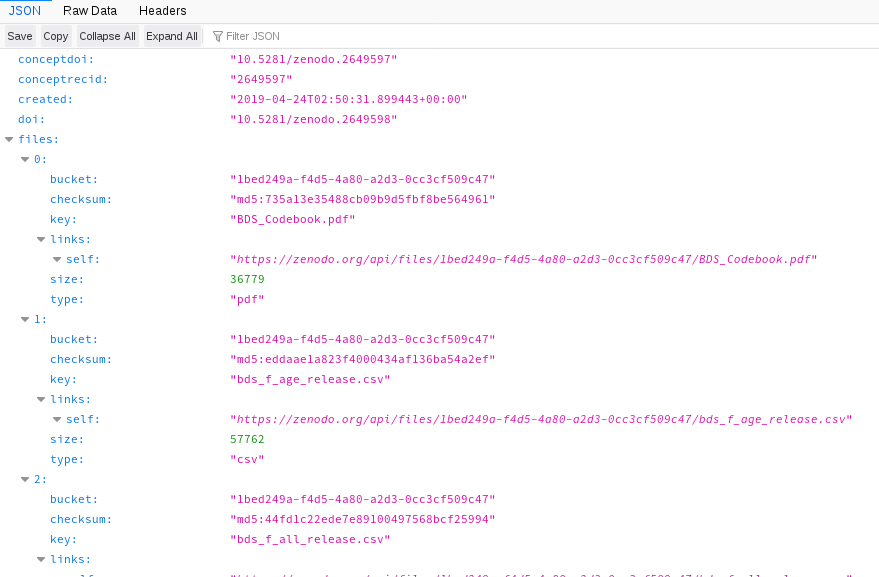 JSON Raw Data Headers
Save Copy Collapse All Expand All Filter JSON
conceptdoi: "10.5281/zenodo.2649597"
conceptrecid: "2649597"
created: "2019-04-24T02:50:31.899443+00:00"
doi: "10.5281/zenodo.2649598"
files:
0:
bucket: "1bed249a-f4d5-4a80-a2d3-0cc3cf509c47"
checksum: "md5:735a13e35488cb09b9d5fbf8be564961"
key: "BDS_Codebook.pdf"
links:
self: "https://zenodo.org/api/files/1bed249a-f4d5-4a80-a2d3-0cc3cf509c47/BDS_Codebook.pdf"
size: 36779
type: "pdf"
1:
bucket: "1bed249a-f4d5-4a80-a2d3-0cc3cf509c47"
checksum: "md5:eddaae1a823f4000434af136ba54a2ef"
key: "bds_f_age_release.csv"
links:
self: "https://zenodo.org/api/files/1bed249a-f4d5-4a80-a2d3-0cc3cf509c47/bds_f_age_release.csv"
size: 57762
type: "csv"
2:
bucket: "1bed249a-f4d5-4a80-a2d3-0cc3cf509c47"
checksum: "md5:44fd1c22ede7e89100497568bcf25994"
key: "bds_f_all_release.csv"
links: